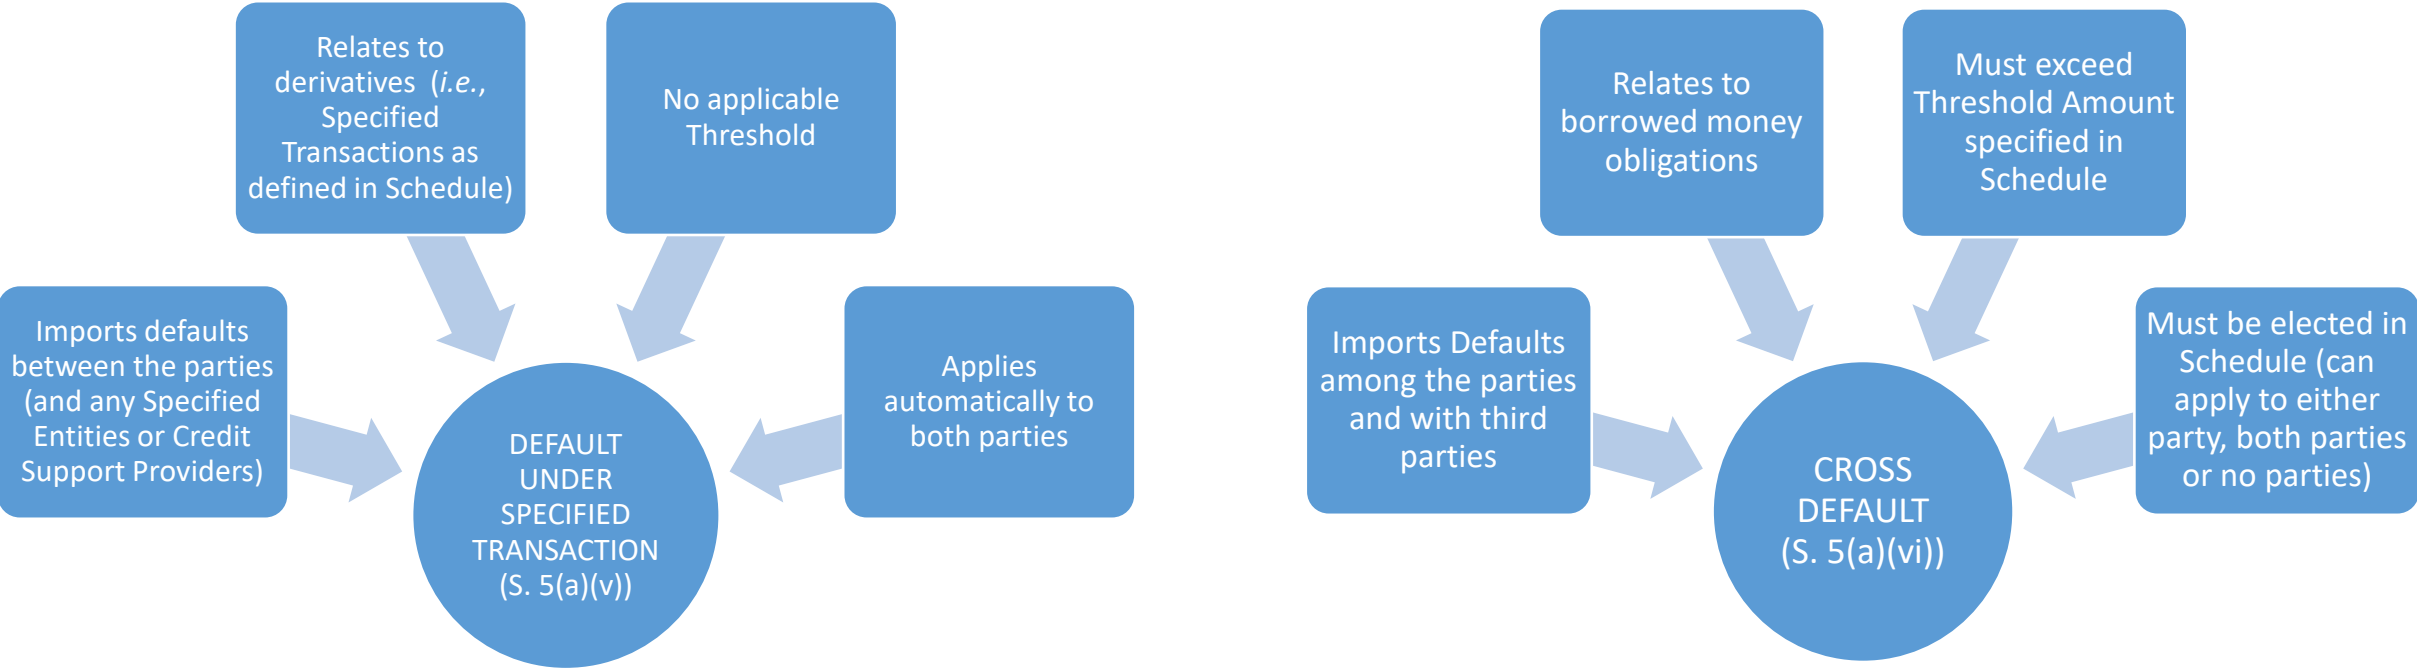 Relates to
derivatives (i.e.,
Specified
Transactions as
defined in Schedule)
No applicable
Threshold
Imports defaults
between the parties
(and any Specified
Entities or Credit
Support Providers)
Applies
automatically to
both parties
DEFAULT
UNDER
SPECIFIED
TRANSACTION
(S. 5(a)(v))
Relates to
borrowed money
obligations
Must exceed
Threshold Amount
specified in
Schedule
Imports Defaults
among the parties
and with third
parties
Must be elected in
Schedule (can
apply to either
party, both parties
or no parties)
CROSS
DEFAULT
(S. 5(a)(vi))